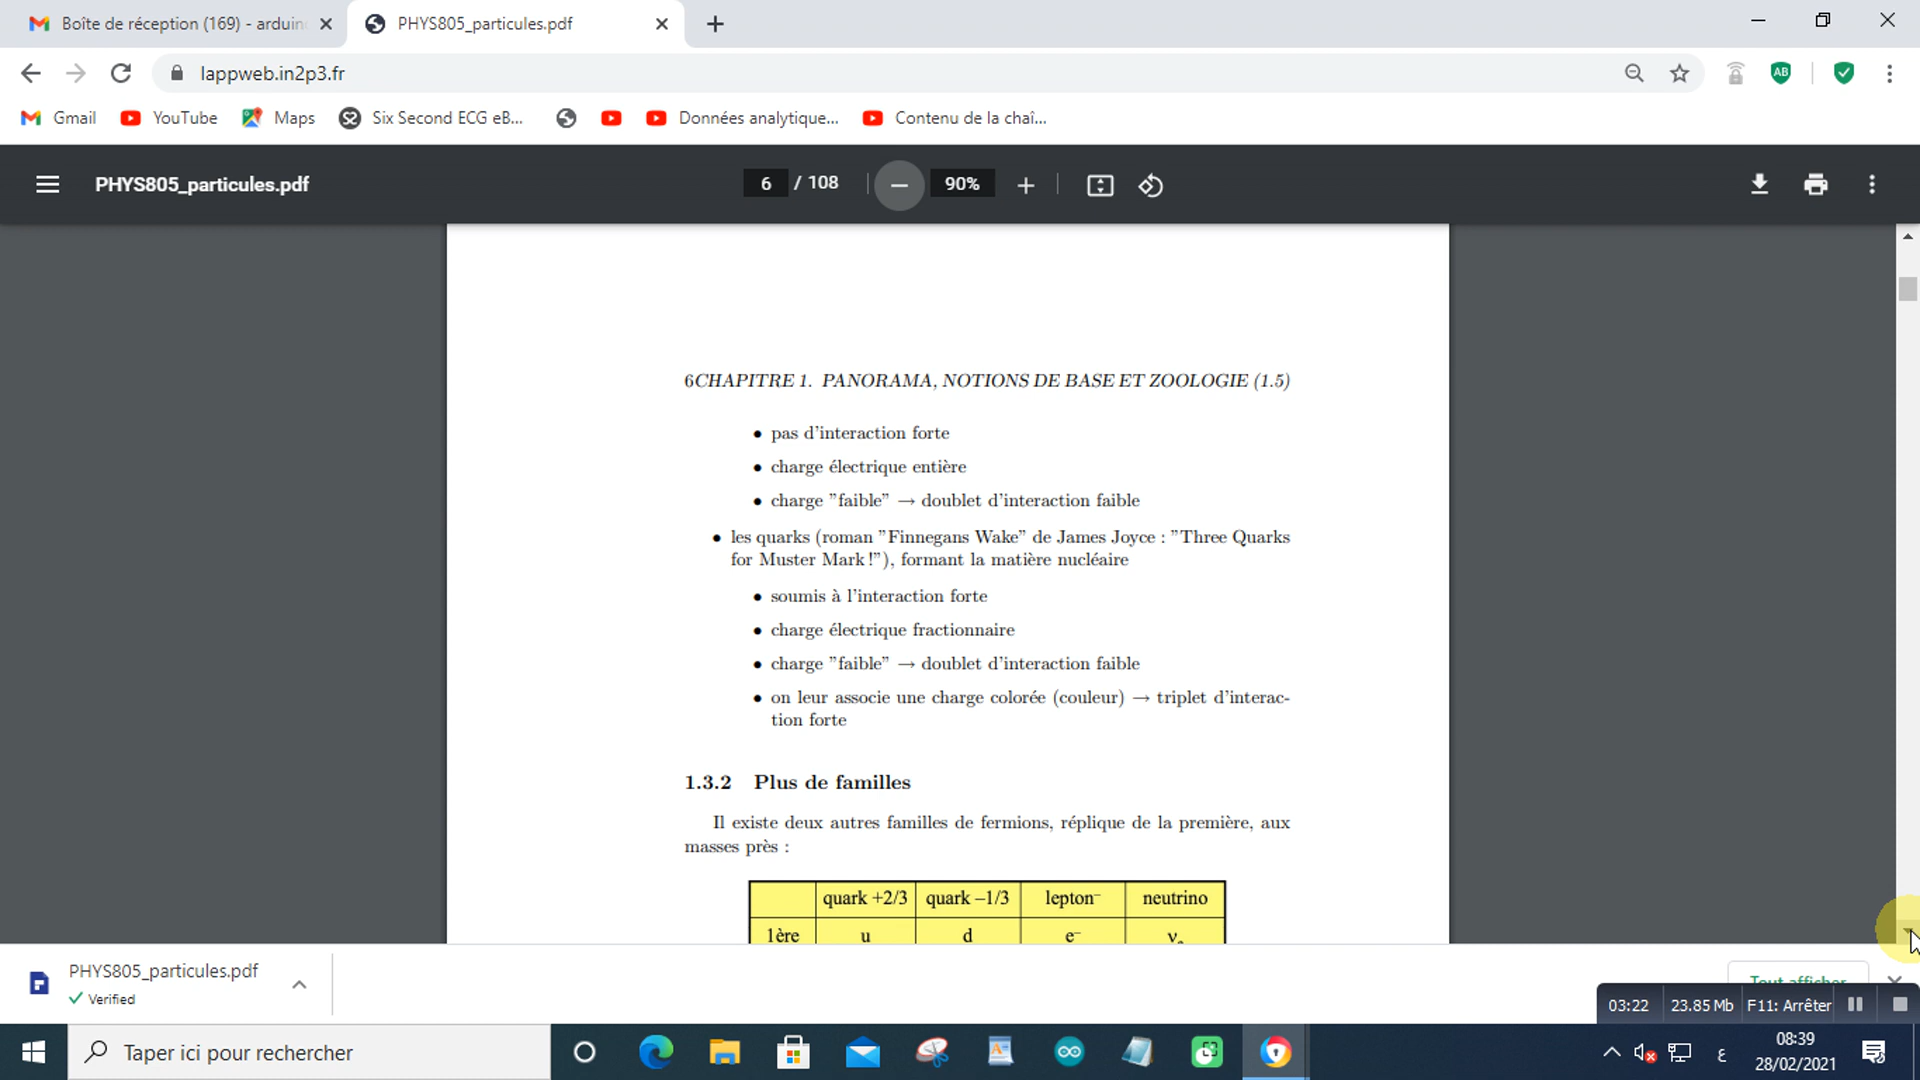 Boîte de réception (169) - arduin
PHYS805_particules.pdf
lappweb.in2p3.fr
AB
Gmail
YouTube
Maps
Six Second ECG eB...
Données analytique...
Contenu de la chaî...
PHYS805_particules.pdf
6 / 108
90%
6CHAPITRE 1. PANORAMA, NOTIONS DE BASE ET ZOOLOGIE (1.5)
• pas d'interaction forte
• charge électrique entière
• charge "faible" → doublet d'interaction faible
• les quarks (roman "Finnegans Wake" de James Joyce : "Three Quarks
for Muster Mark !"), formant la matière nucléaire
• soumis à l'interaction forte
• charge électrique fractionnaire
• charge "faible" → doublet d'interaction faible
• on leur associe une charge colorée (couleur) → triplet d'interac-
tion forte
1.3.2 Plus de familles
Il existe deux autres familles de fermions, réplique de la première, aux
masses près :
quark +2/3 quark –1/3 lepton⁻ neutrino
1ère u d e⁻ νe
PHYS805_particules.pdf
Verified
Tout afficher
03:22 23.85 Mb F11: Arrêter
Taper ici pour rechercher
ع
08:39
28/02/2021